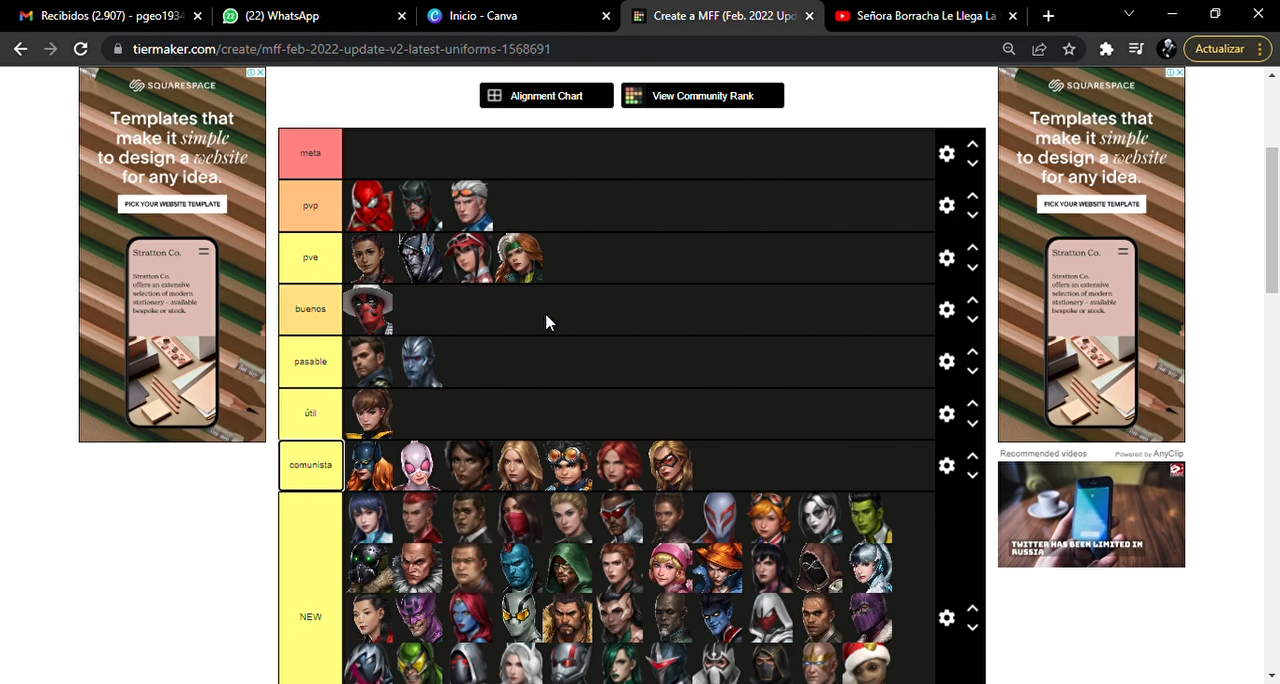 Recibidos (2.907) - pgeo1934
(22) WhatsApp
Inicio - Canva
Create a MFF (Feb. 2022 Upd
Señora Borracha Le Llega La
tiermaker.com/create/mff-feb-2022-update-v2-latest-uniforms-1568691
Actualizar
SQUARESPACE
Templates that
make it simple
to design a website
for any idea.
PICK YOUR WEBSITE TEMPLATE
Stratton Co.
Stratton Co.
offers an extensive
selection of modern
stationery - available
bespoke or stock.
Alignment Chart
View Community Rank
meta
pvp
pve
buenos
pasable
útil
comunista
NEW
SQUARESPACE
Templates that
make it simple
to design a website
for any idea.
PICK YOUR WEBSITE TEMPLATE
Stratton Co.
Stratton Co.
offers an extensive
selection of modern
stationery - available
bespoke or stock.
Recommended videos
Powered by AnyClip
TWITTER HAS BEEN LIMITED IN
RUSSIA